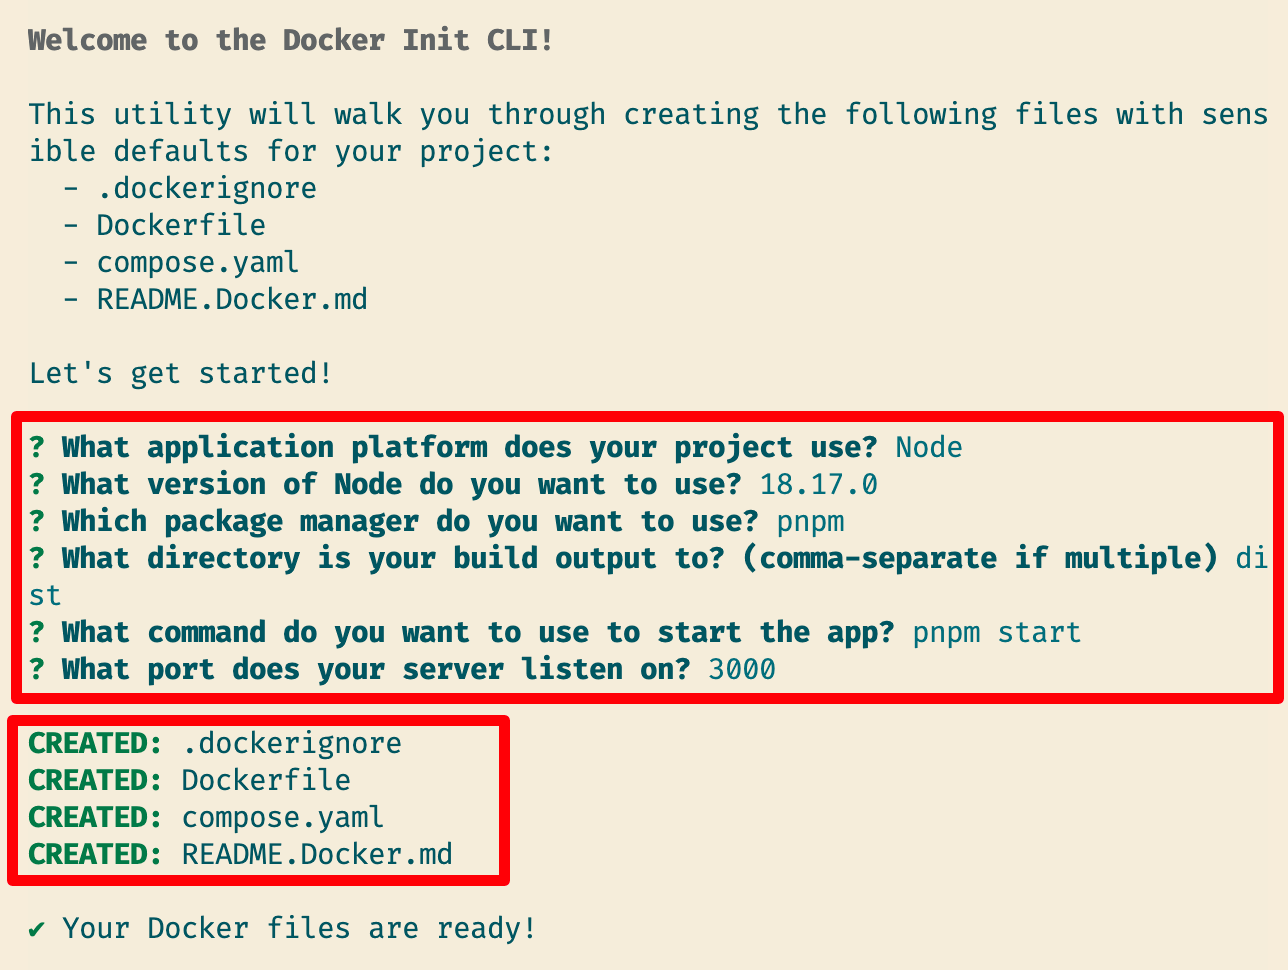 Welcome to the Docker Init CLI!
This utility will walk you through creating the following files with sens
ible defaults for your project:
- .dockerignore
- Dockerfile
- compose.yaml
- README.Docker.md
Let's get started!
? What application platform does your project use? Node
? What version of Node do you want to use? 18.17.0
? Which package manager do you want to use? pnpm
? What directory is your build output to? (comma-separate if multiple) di
st
? What command do you want to use to start the app? pnpm start
? What port does your server listen on? 3000
CREATED: .dockerignore
CREATED: Dockerfile
CREATED: compose.yaml
CREATED: README.Docker.md
✔ Your Docker files are ready!